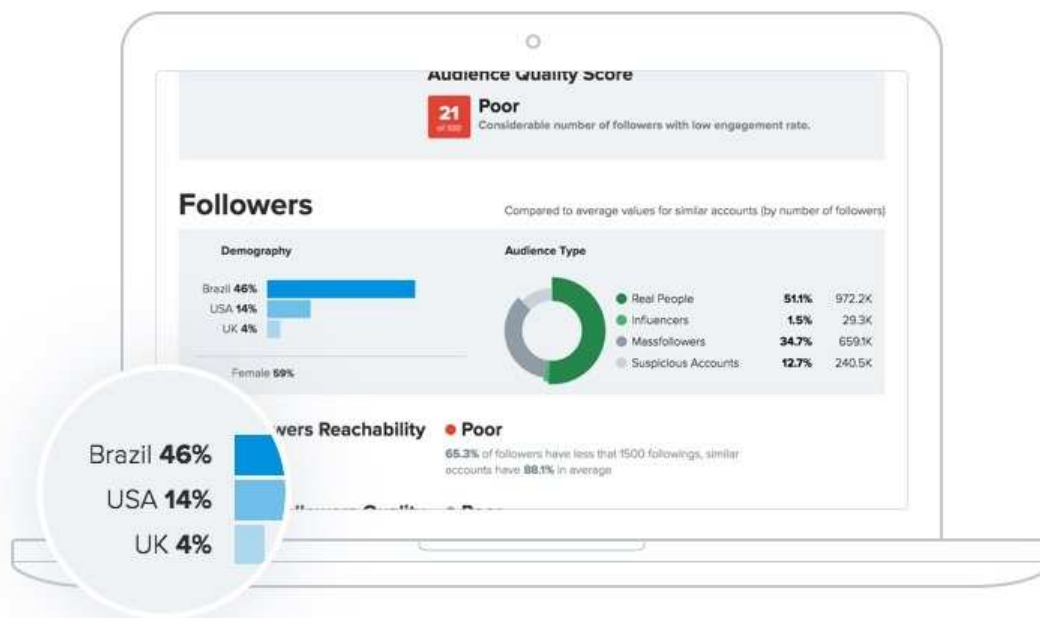 Audience Quality Score
21
of 100
Poor
Considerable number of followers with low engagement rate.
Followers
Compared to average values for similar accounts (by number of followers)
Demography
Brazil 46%
USA 14%
UK 4%
Female 59%
Audience Type
Real People 51.1% 972.2K
Influencers 1.5% 29.3K
Massfollowers 34.7% 659.1K
Suspicious Accounts 12.7% 240.5K
wers Reachability
Poor
65.3% of followers have less that 1500 followings, similar
accounts have 88.1% in average
Brazil 46%
USA 14%
UK 4%